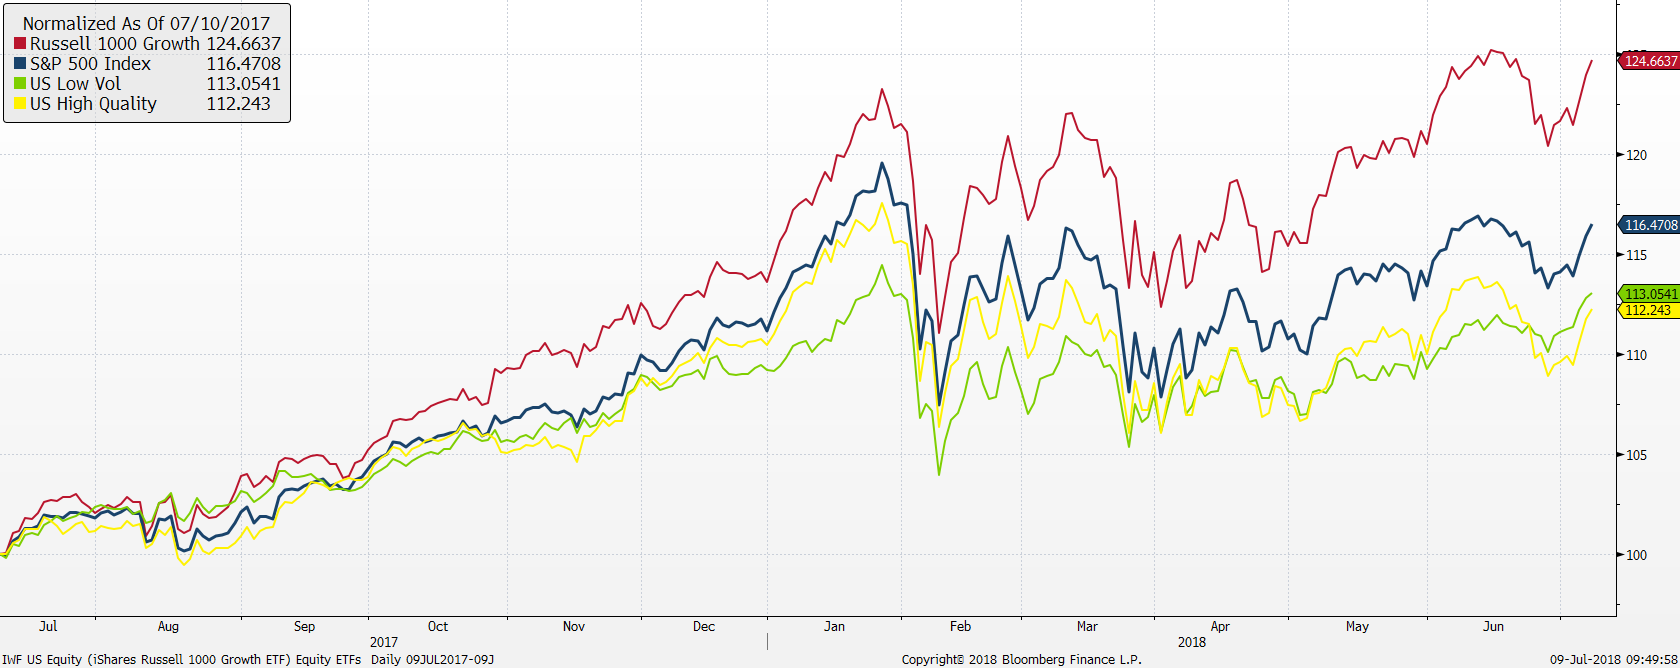 Normalized As Of 07/10/2017
Russell 1000 Growth 124.6637
S&P 500 Index 116.4708
US Low Vol 113.0541
US High Quality 112.243
124.6637
120
116.4708
115
113.0541
112.243
110
105
100
Jul Aug Sep Oct Nov Dec Jan Feb Mar Apr May Jun
2017 2018
IWF US Equity (iShares Russell 1000 Growth ETF) Equity ETFs Daily 09JUL2017-09J Copyright© 2018 Bloomberg Finance L.P. 09-Jul-2018 09:49:58